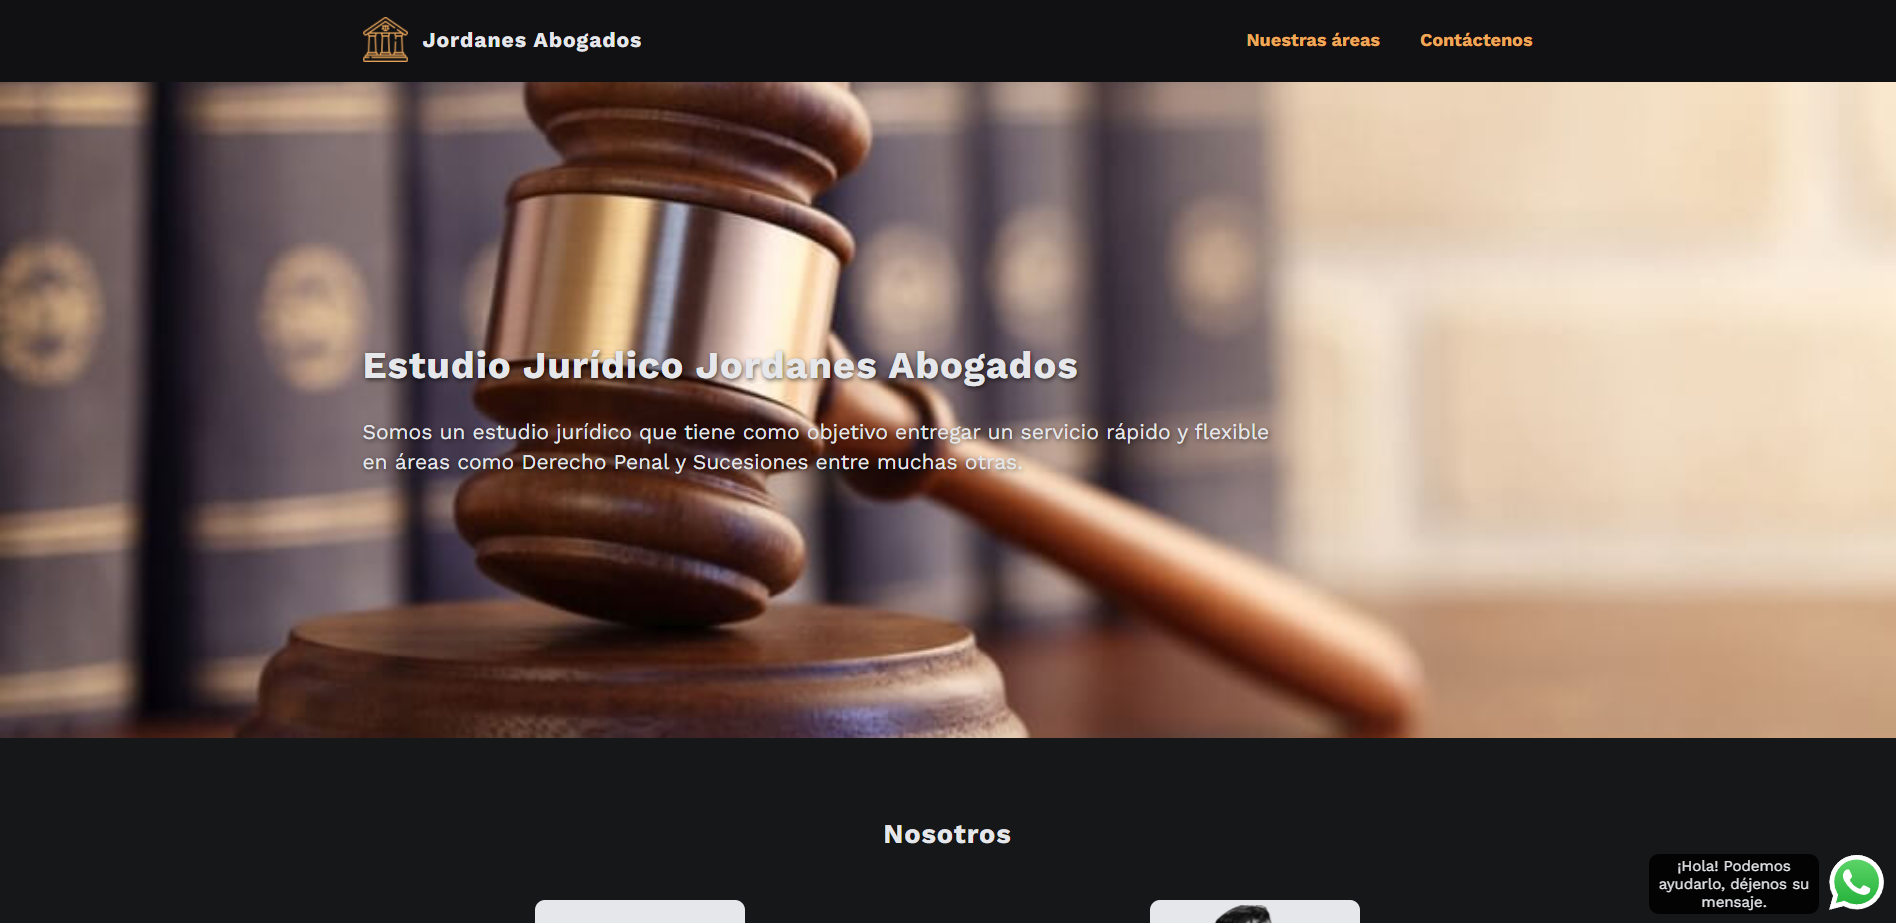 Jordanes Abogados
Nuestras áreas
Contáctenos
Estudio Jurídico Jordanes Abogados
Somos un estudio jurídico que tiene como objetivo entregar un servicio rápido y flexible
en áreas como Derecho Penal y Sucesiones entre muchas otras.
Nosotros
¡Hola! Podemos
ayudarlo, déjenos su
mensaje.